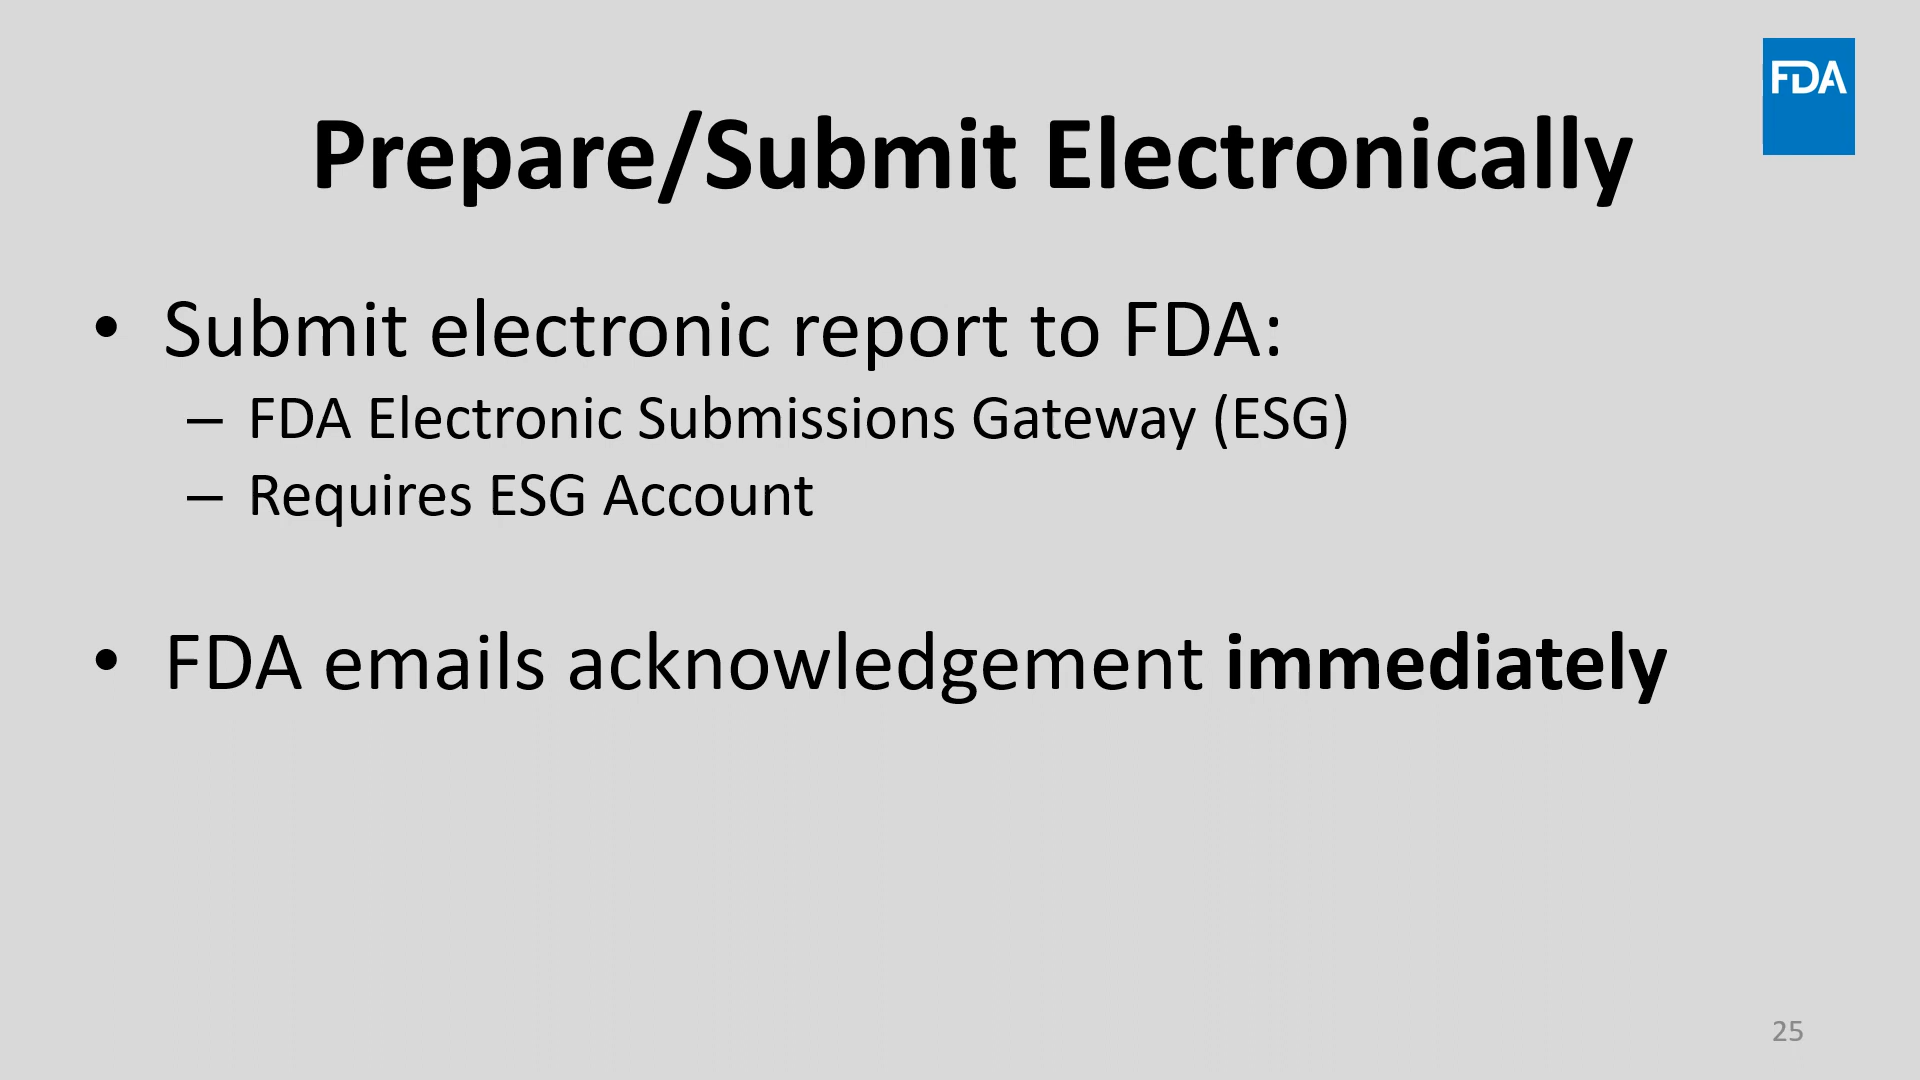 FDA
Prepare/Submit Electronically
• Submit electronic report to FDA:
– FDA Electronic Submissions Gateway (ESG)
– Requires ESG Account
• FDA emails acknowledgement immediately
25